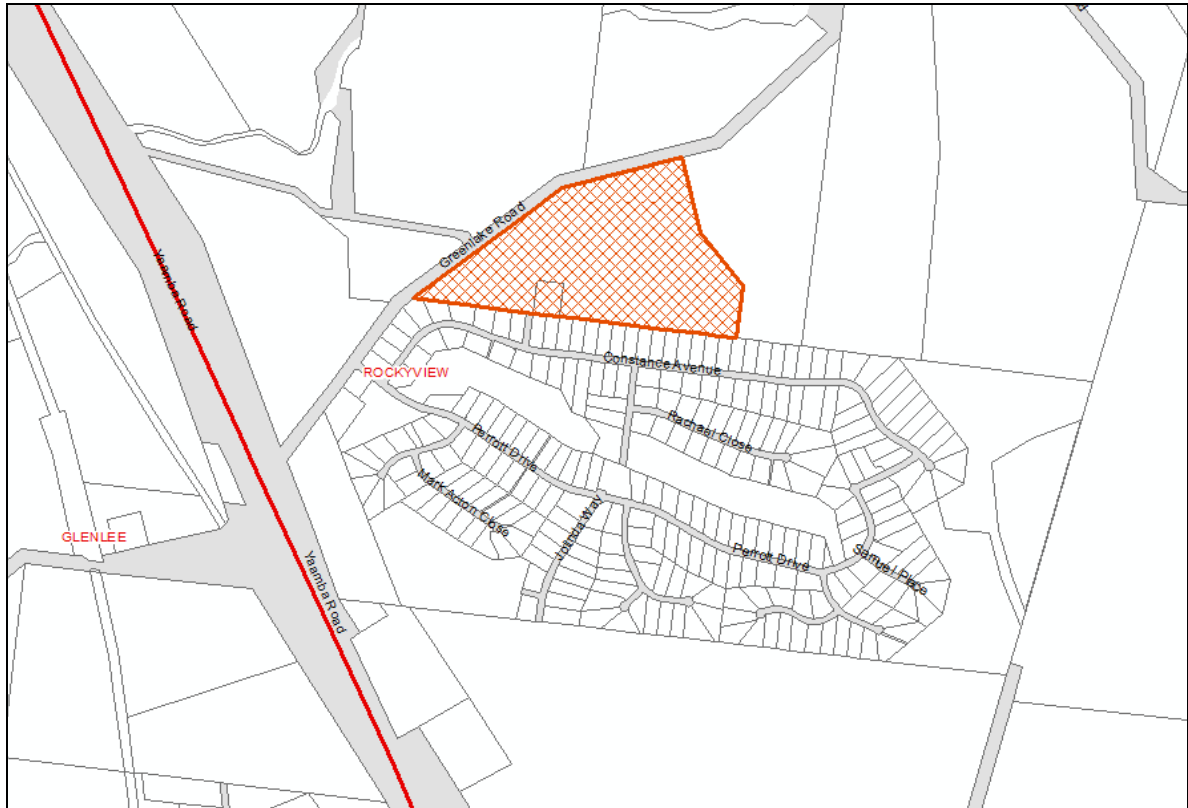 Greenlake Road
Yaamba Road
Constance Avenue
ROCKYVIEW
Rachael Close
Perrott Drive
Mark Acton Close
Jolinda Way
GLENLEE
Perrott Drive
Samuel Place
Yaamba Road